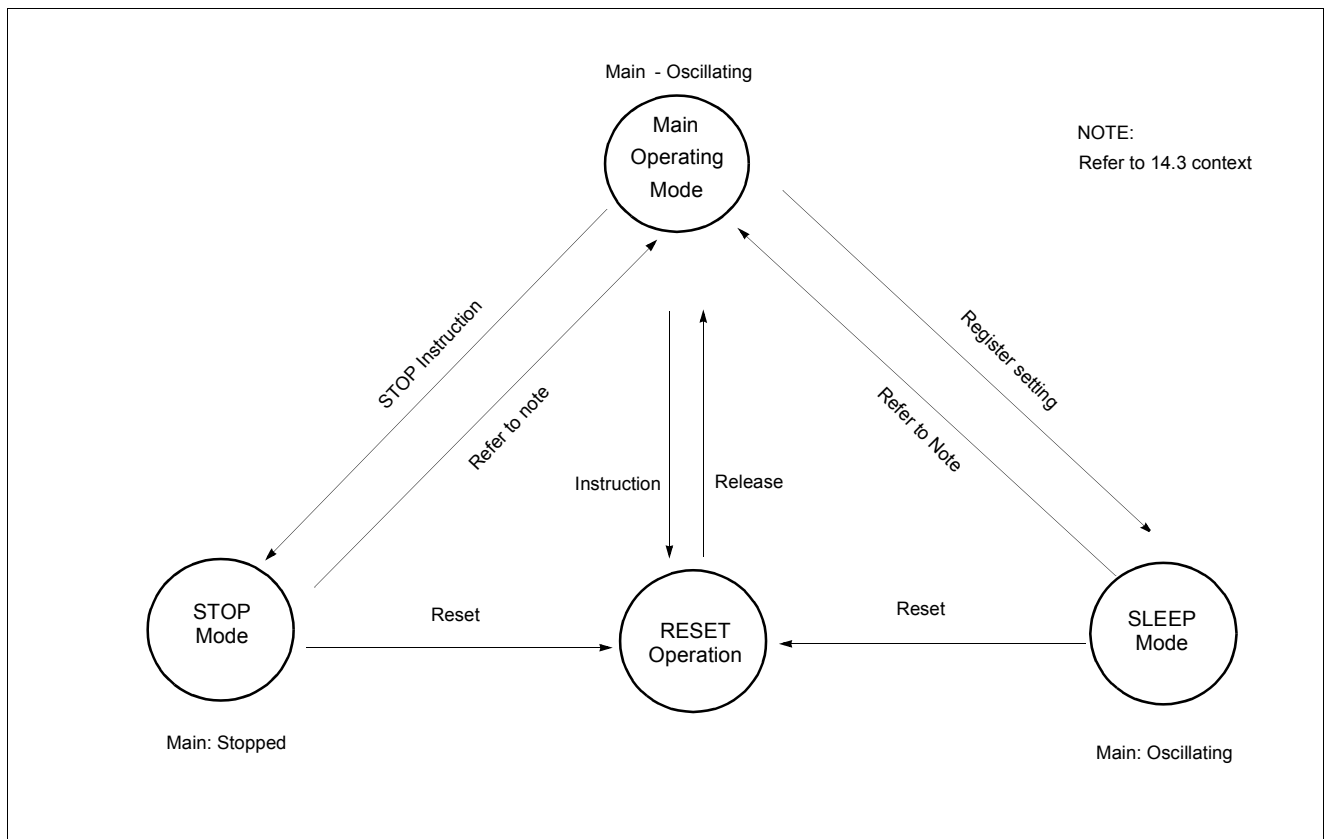 Main - Oscillating
Main
Operating
Mode
NOTE:
Refer to 14.3 context
STOP Instruction
Refer to note
Instruction
Release
Refer to Note
Register setting
STOP
Mode
Reset
RESET
Operation
Reset
SLEEP
Mode
Main: Stopped
Main: Oscillating